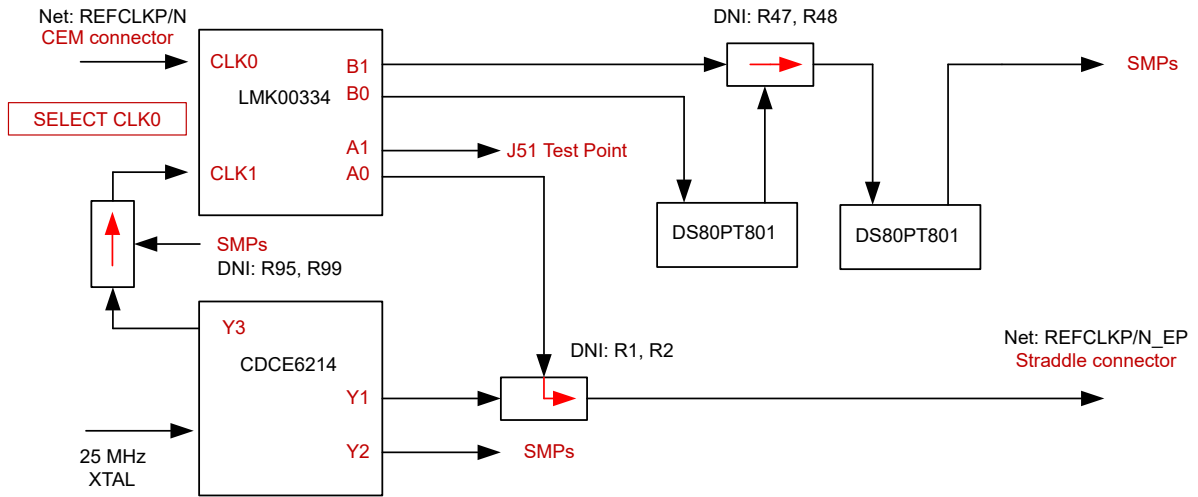 Net: REFCLKP/N
CEM connector
DNI: R47, R48
CLK0
B1
SMPs
LMK00334
B0
SELECT CLK0
A1
J51 Test Point
CLK1
A0
DS80PT801
DS80PT801
SMPs
DNI: R95, R99
Y3
CDCE6214
DNI: R1, R2
Net: REFCLKP/N_EP
Straddle connector
Y1
25 MHz
XTAL
Y2
SMPs